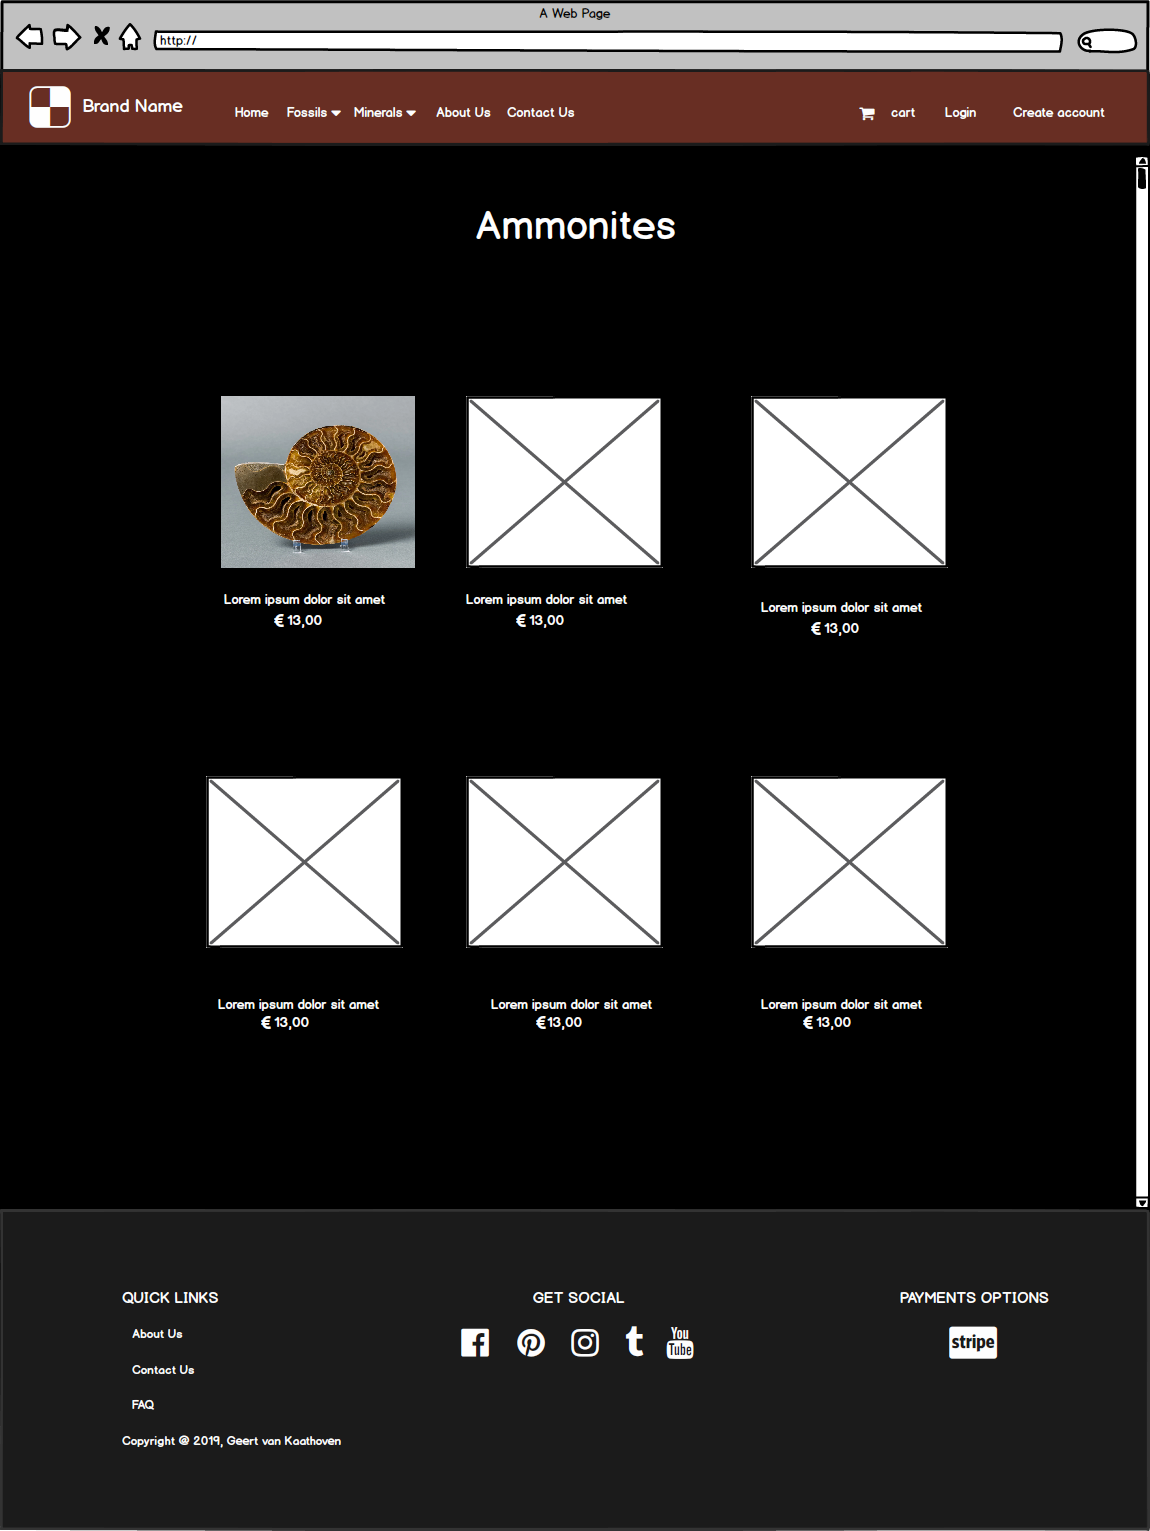 A Web Page
http://
Brand Name
Home Fossils Minerals About Us Contact Us cart Login Create account
Ammonites
Lorem ipsum dolor sit amet
€ 13,00
Lorem ipsum dolor sit amet
€ 13,00
Lorem ipsum dolor sit amet
€ 13,00
Lorem ipsum dolor sit amet
€ 13,00
Lorem ipsum dolor sit amet
€13,00
Lorem ipsum dolor sit amet
€ 13,00
QUICK LINKS
About Us
Contact Us
FAQ
Copyright @ 2019, Geert van Kaathoven
GET SOCIAL
You
Tube
PAYMENTS OPTIONS
stripe